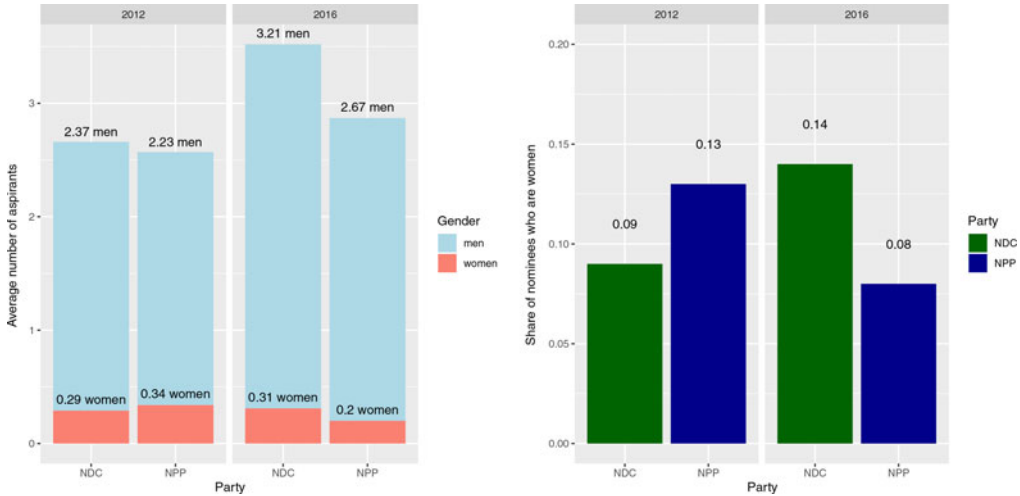 2012
2016
3.21 men
2.67 men
2.37 men
2.23 men
0.29 women
0.34 women
0.31 women
0.2 women
3
2
1
0
Average number of aspirants
NDC
NPP
NDC
NPP
Party
Gender
men
women
2012
2016
0.20
0.15
0.10
0.05
0.00
Share of nominees who are women
0.09
0.13
0.14
0.08
NDC
NPP
NDC
NPP
Party
Party
NDC
NPP